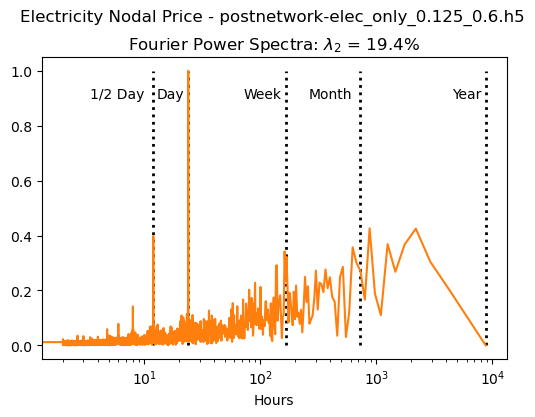 Electricity Nodal Price - postnetwork-elec_only_0.125_0.6.h5
Fourier Power Spectra: λ₂ = 19.4%
1.0
0.8
0.6
0.4
0.2
0.0
1/2 Day
Day
Week
Month
Year
10¹
10²
10³
10⁴
Hours